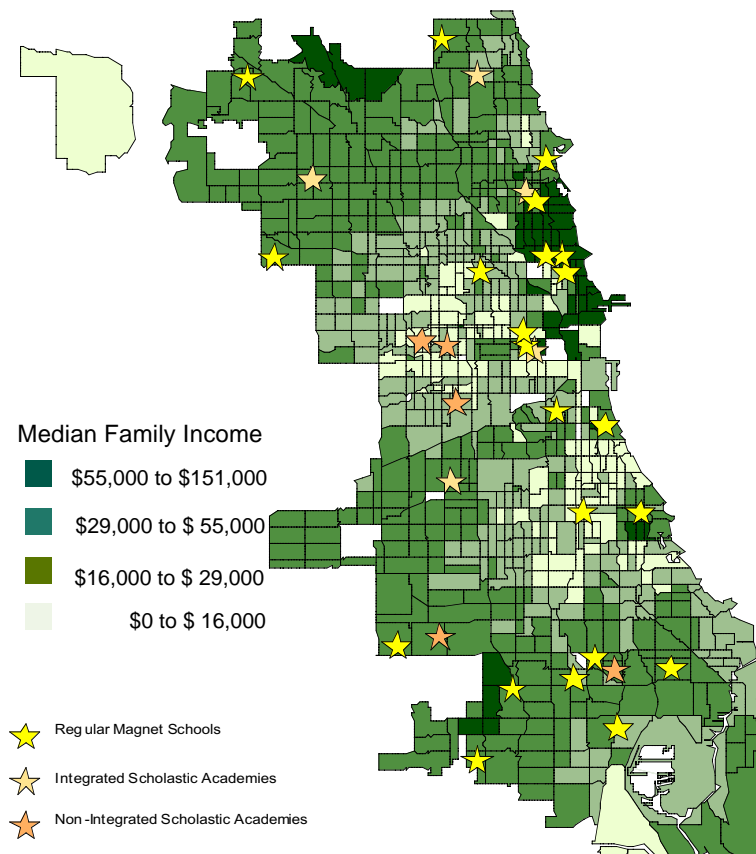 Median Family Income
$55,000 to $151,000
$29,000 to $ 55,000
$16,000 to $ 29,000
$0 to $ 16,000
Regular Magnet Schools
Integrated Scholastic Academies
Non -Integrated Scholastic Academies